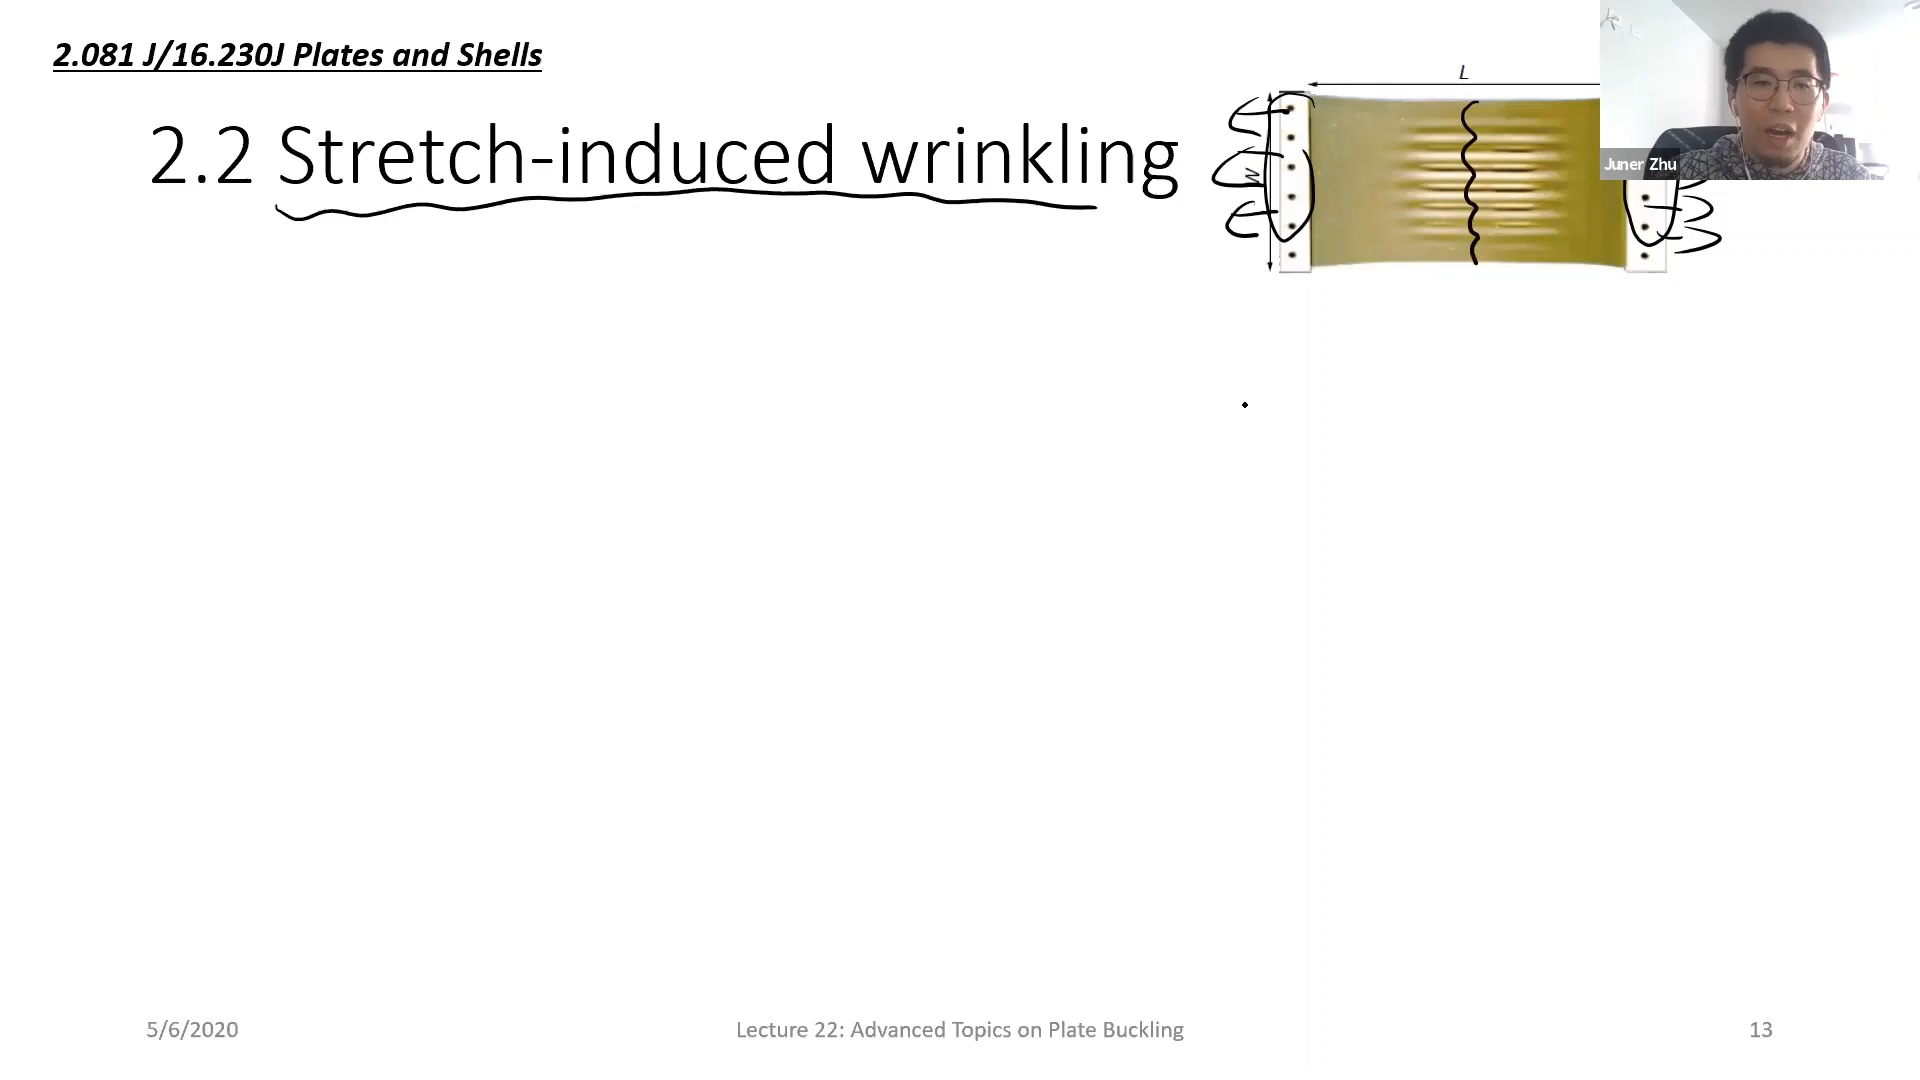 2.081 J/16.230J Plates and Shells
L
2.2 Stretch-induced wrinkling
W
Juner Zhu
5/6/2020
Lecture 22: Advanced Topics on Plate Buckling
13